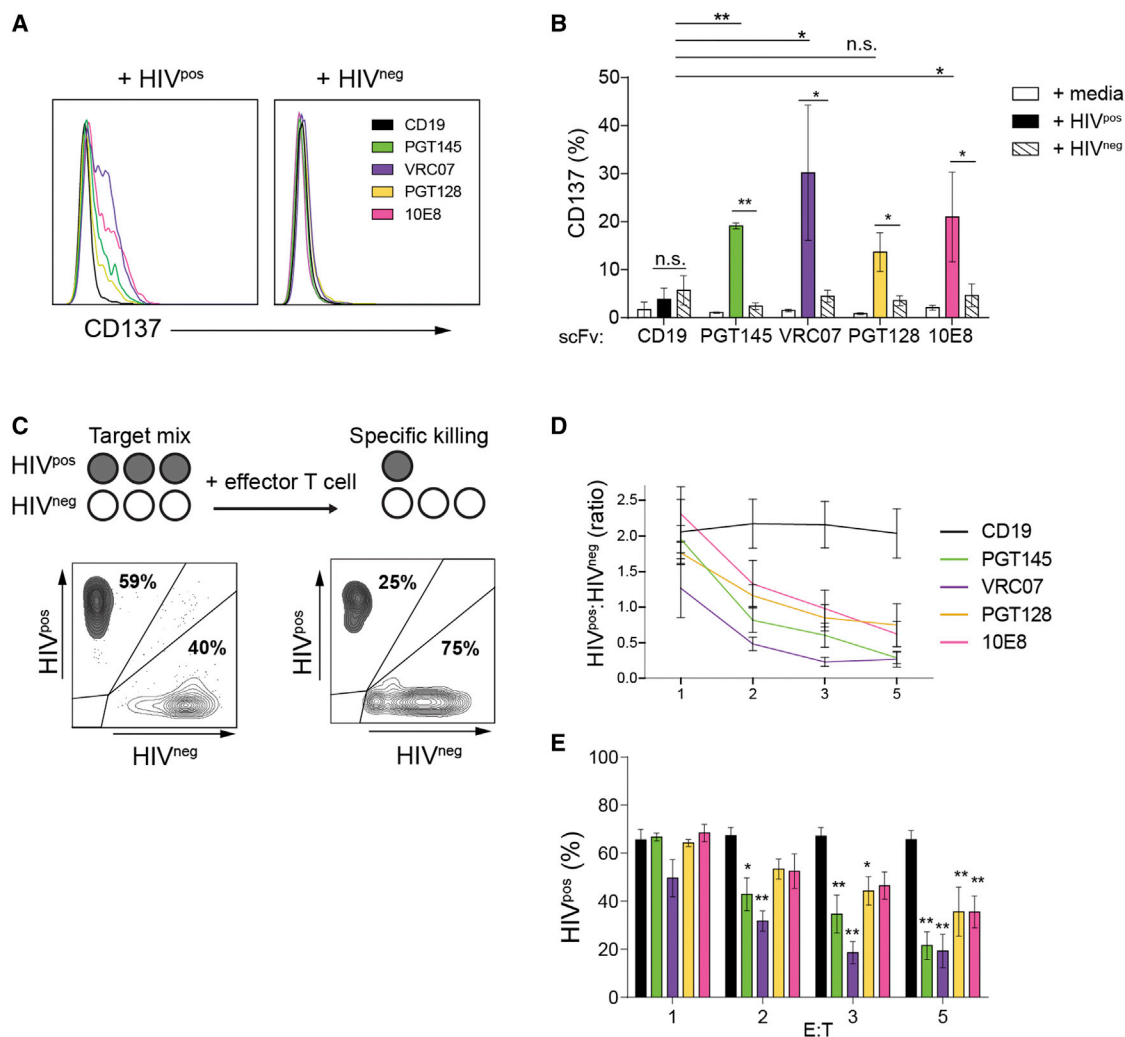 A
+ HIVpos
+ HIVneg
CD19
PGT145
VRC07
PGT128
10E8
CD137
B
**
*
n.s.
*
50
40
30
20
10
0
CD137 (%)
n.s.
**
*
*
*
+ media
+ HIVpos
+ HIVneg
scFv:
CD19
PGT145
VRC07
PGT128
10E8
C
Target mix
Specific killing
HIVpos
HIVneg
+ effector T cell
59%
40%
HIVpos
HIVneg
25%
75%
HIVpos
HIVneg
D
2.5
2.0
1.5
1.0
0.5
0.0
HIVpos:HIVneg (ratio)
1
2
3
5
CD19
PGT145
VRC07
PGT128
10E8
E
100
80
60
40
20
0
HIVpos (%)
*
**
**
**
*
**
**
**
**
1
2
3
5
E:T